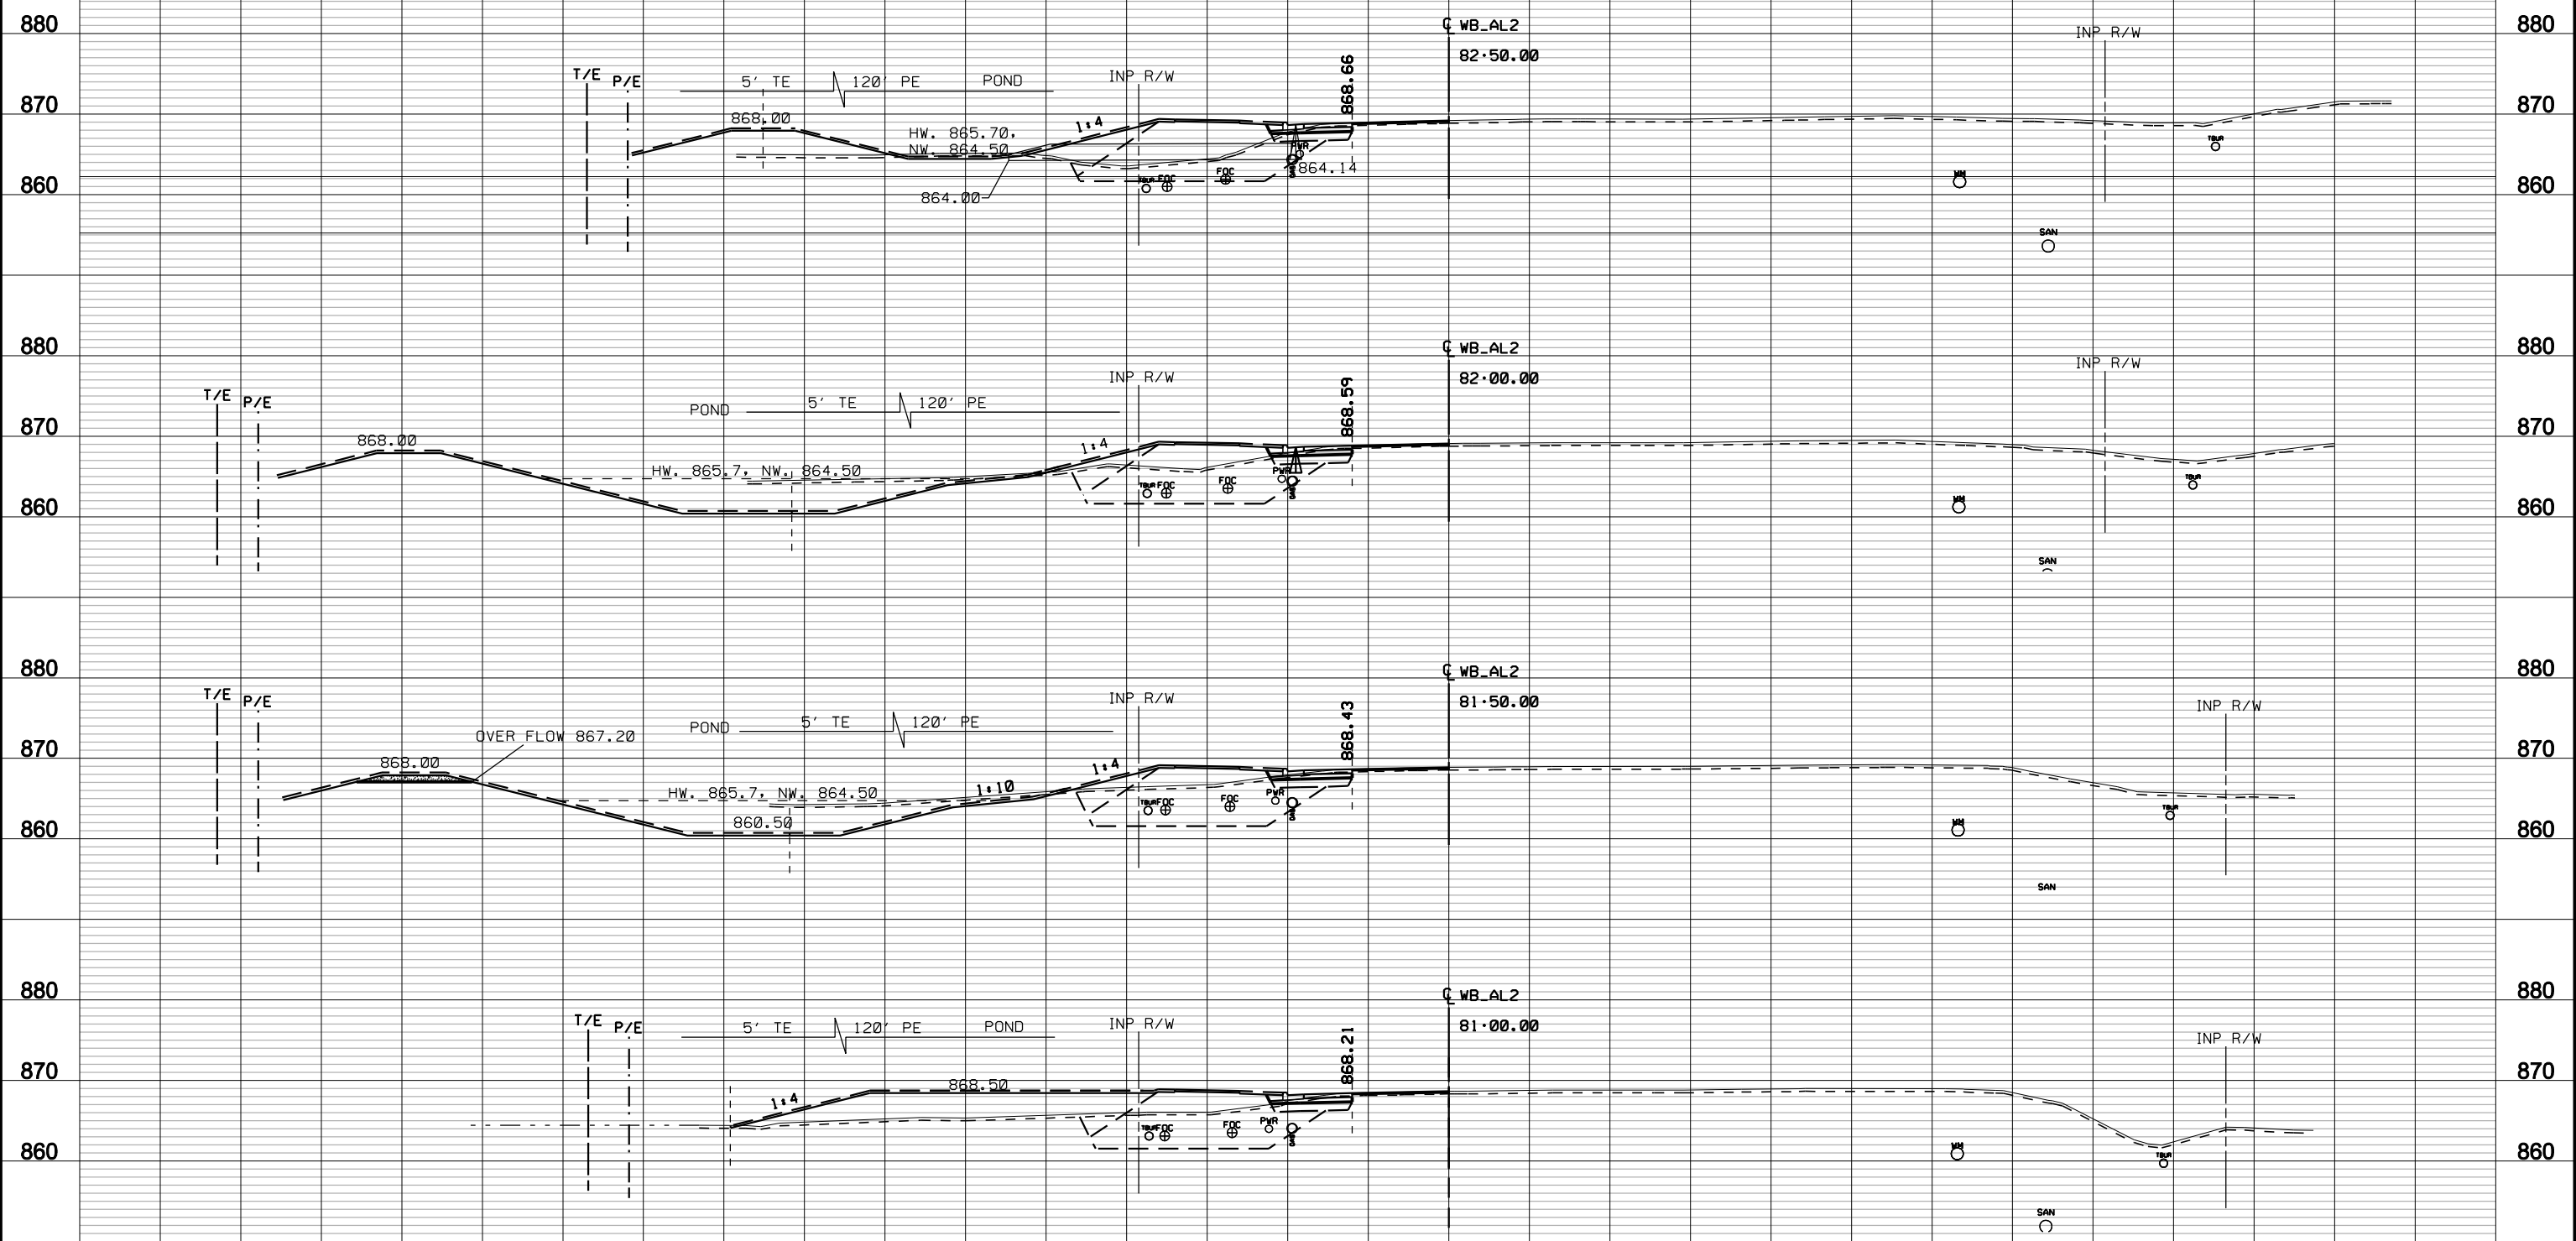 880 ℄ WB_AL2 INP R/W 880
82+50.00
T/E P/E 5' TE 120' PE POND INP R/W 868.66
870 868.00 1:4 870
HW. 865.70,
NW. 864.50 PWR TBUR
864.14
860 864.00 TBUR FOC FOC WM 860
SAN
880 ℄ WB_AL2 880
82+00.00 INP R/W
T/E P/E POND 5' TE 120' PE INP R/W 868.59
870 868.00 1:4 870
HW. 865.7, NW. 864.50 PWR TBUR
860 TBUR FOC FOC WM 860
SAN
880 ℄ WB_AL2 880
81+50.00 INP R/W
T/E P/E POND 5' TE 120' PE INP R/W 868.43
OVER FLOW 867.20
870 868.00 1:4 870
HW. 865.7, NW. 864.50 1:10 PWR
860 860.50 TBUR FOC FOC WM TBUR 860
SAN
880 ℄ WB_AL2 880
81+00.00
T/E P/E 5' TE 120' PE POND INP R/W 868.21 INP R/W
870 868.50 870
1:4
860 TBUR FOC FOC PWR WM TBUR 860
SAN